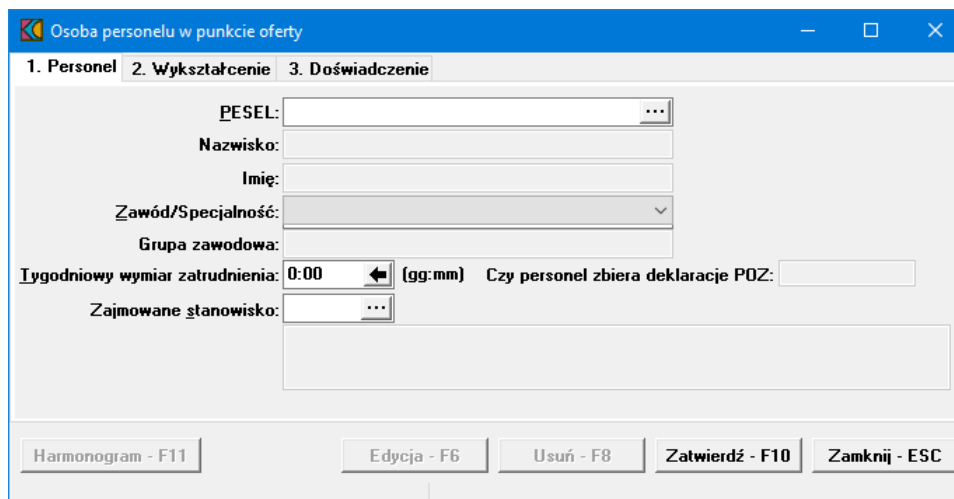 Osoba personelu w punkcie oferty
1. Personel 2. Wykształcenie 3. Doświadczenie
PESEL: ...
Nazwisko:
Imię:
Zawód/Specjalność:
Grupa zawodowa:
Tygodniowy wymiar zatrudnienia: 0:00 (gg:mm) Czy personel zbiera deklaracje POZ:
Zajmowane stanowisko: ...
Harmonogram - F11 Edycja - F6 Usuń - F8 Zatwierdź - F10 Zamknij - ESC